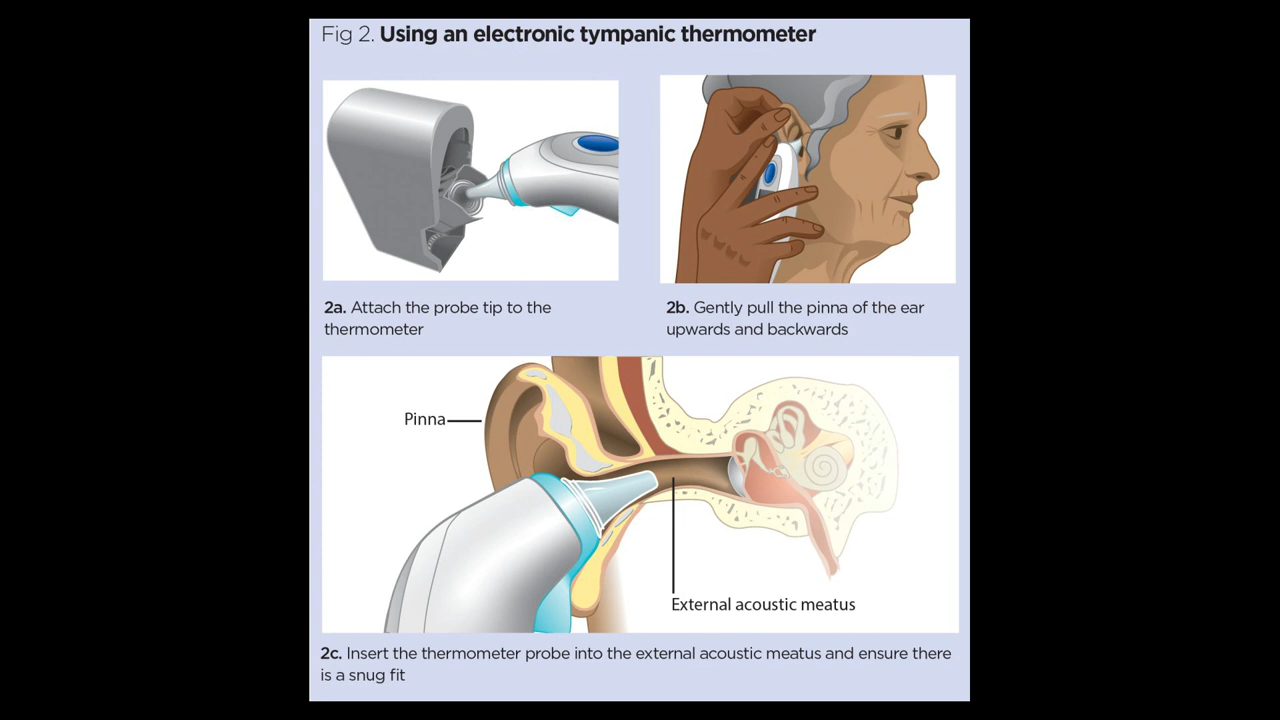 Fig 2. Using an electronic tympanic thermometer
2a. Attach the probe tip to the
thermometer
2b. Gently pull the pinna of the ear
upwards and backwards
Pinna
External acoustic meatus
2c. Insert the thermometer probe into the external acoustic meatus and ensure there
is a snug fit